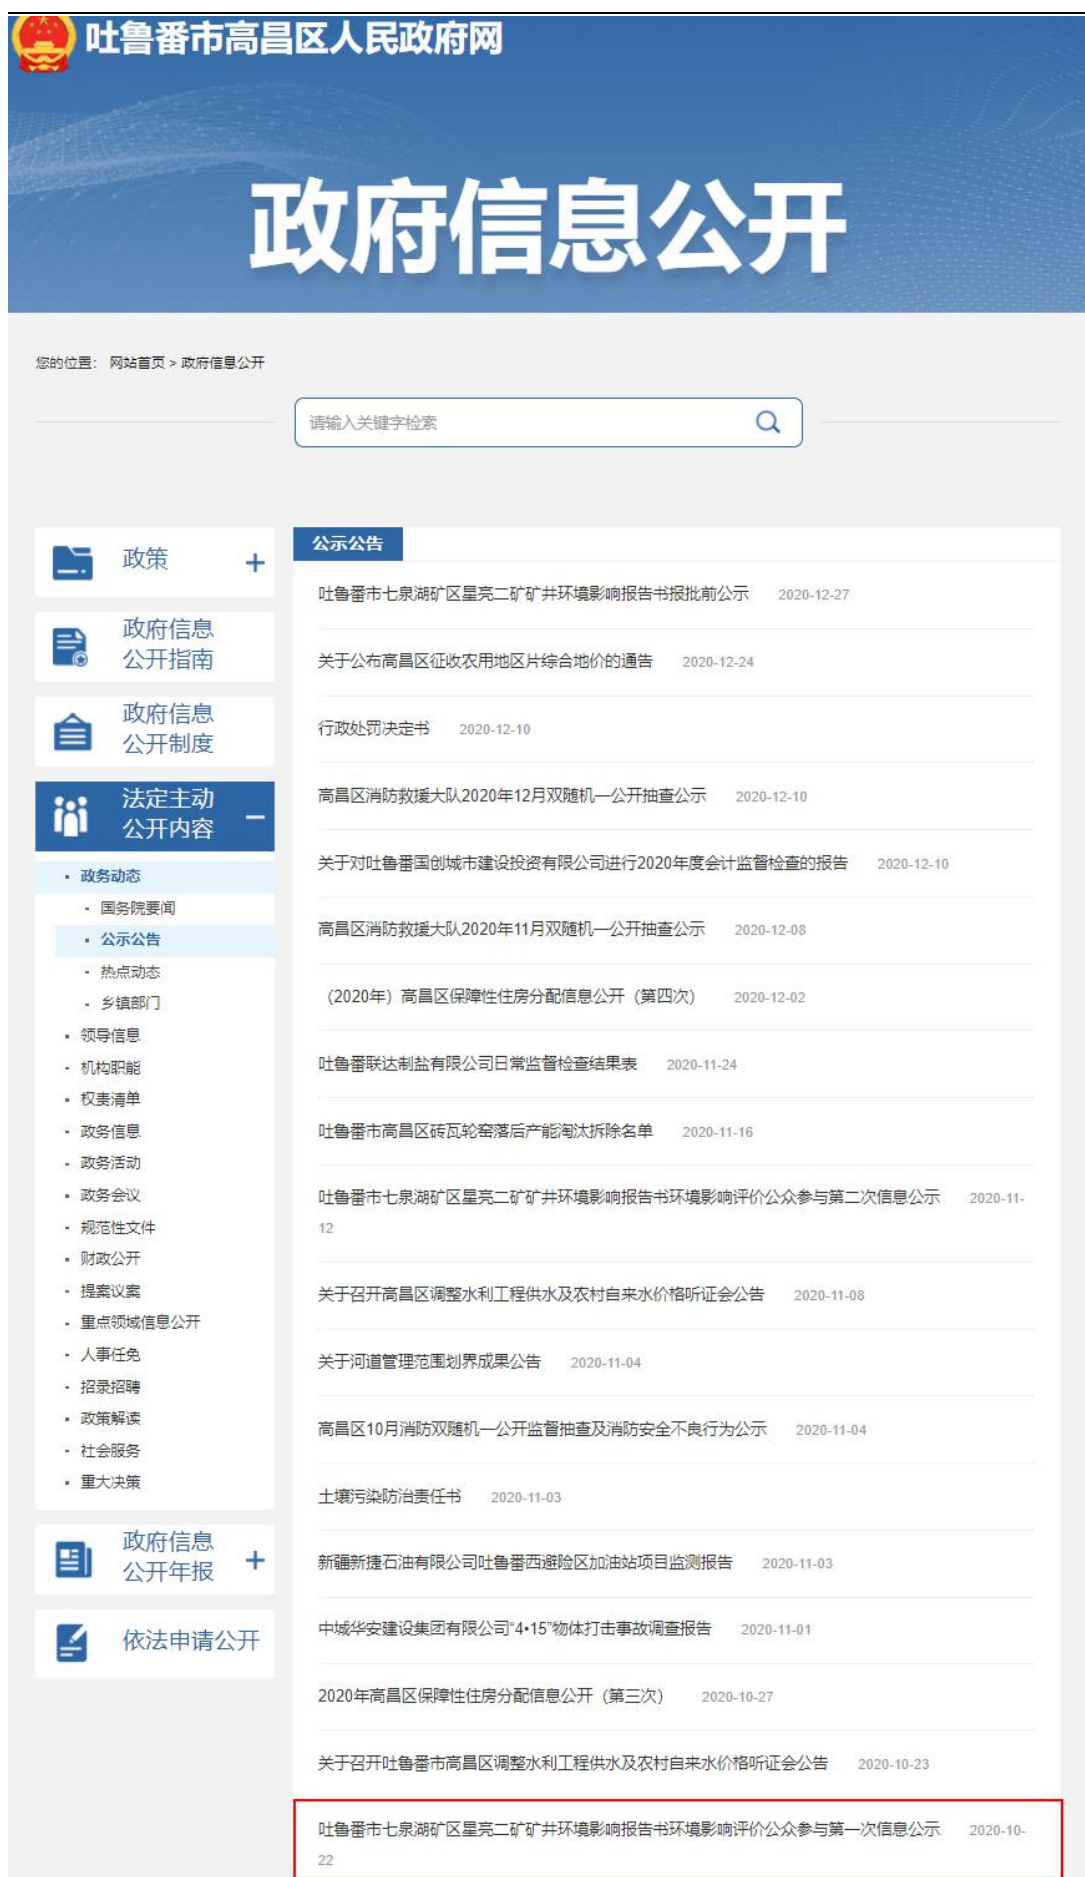 吐鲁番市高昌区人民政府网
政府信息公开
您的位置： 网站首页 > 政府信息公开
请输入关键字检索
政策 +
政府信息
公开指南
政府信息
公开制度
法定主动
公开内容 －
政务动态
国务院要闻
公示公告
热点动态
乡镇部门
领导信息
机构职能
权责清单
政务信息
政务活动
政务会议
规范性文件
财政公开
提案议案
重点领域信息公开
人事任免
招录招聘
政策解读
社会服务
重大决策
政府信息
公开年报 +
依法申请公开
公示公告
吐鲁番市七泉湖矿区星亮二矿矿井环境影响报告书报批前公示 2020-12-27
关于公布高昌区征收农用地区片综合地价的通告 2020-12-24
行政处罚决定书 2020-12-10
高昌区消防救援大队2020年12月双随机一公开抽查公示 2020-12-10
关于对吐鲁番国创城市建设投资有限公司进行2020年度会计监督检查的报告 2020-12-10
高昌区消防救援大队2020年11月双随机一公开抽查公示 2020-12-08
（2020年）高昌区保障性住房分配信息公开（第四次） 2020-12-02
吐鲁番联达制盐有限公司日常监督检查结果表 2020-11-24
吐鲁番市高昌区砖瓦轮窑落后产能淘汰拆除名单 2020-11-16
吐鲁番市七泉湖矿区星亮二矿矿井环境影响报告书环境影响评价公众参与第二次信息公示 2020-11-
12
关于召开高昌区调整水利工程供水及农村自来水价格听证会公告 2020-11-08
关于河道管理范围划界成果公告 2020-11-04
高昌区10月消防双随机一公开监督抽查及消防安全不良行为公示 2020-11-04
土壤污染防治责任书 2020-11-03
新疆新捷石油有限公司吐鲁番西避险区加油站项目监测报告 2020-11-03
中城华安建设集团有限公司“4•15”物体打击事故调查报告 2020-11-01
2020年高昌区保障性住房分配信息公开（第三次） 2020-10-27
关于召开吐鲁番市高昌区调整水利工程供水及农村自来水价格听证会公告 2020-10-23
吐鲁番市七泉湖矿区星亮二矿矿井环境影响报告书环境影响评价公众参与第一次信息公示 2020-10-
22